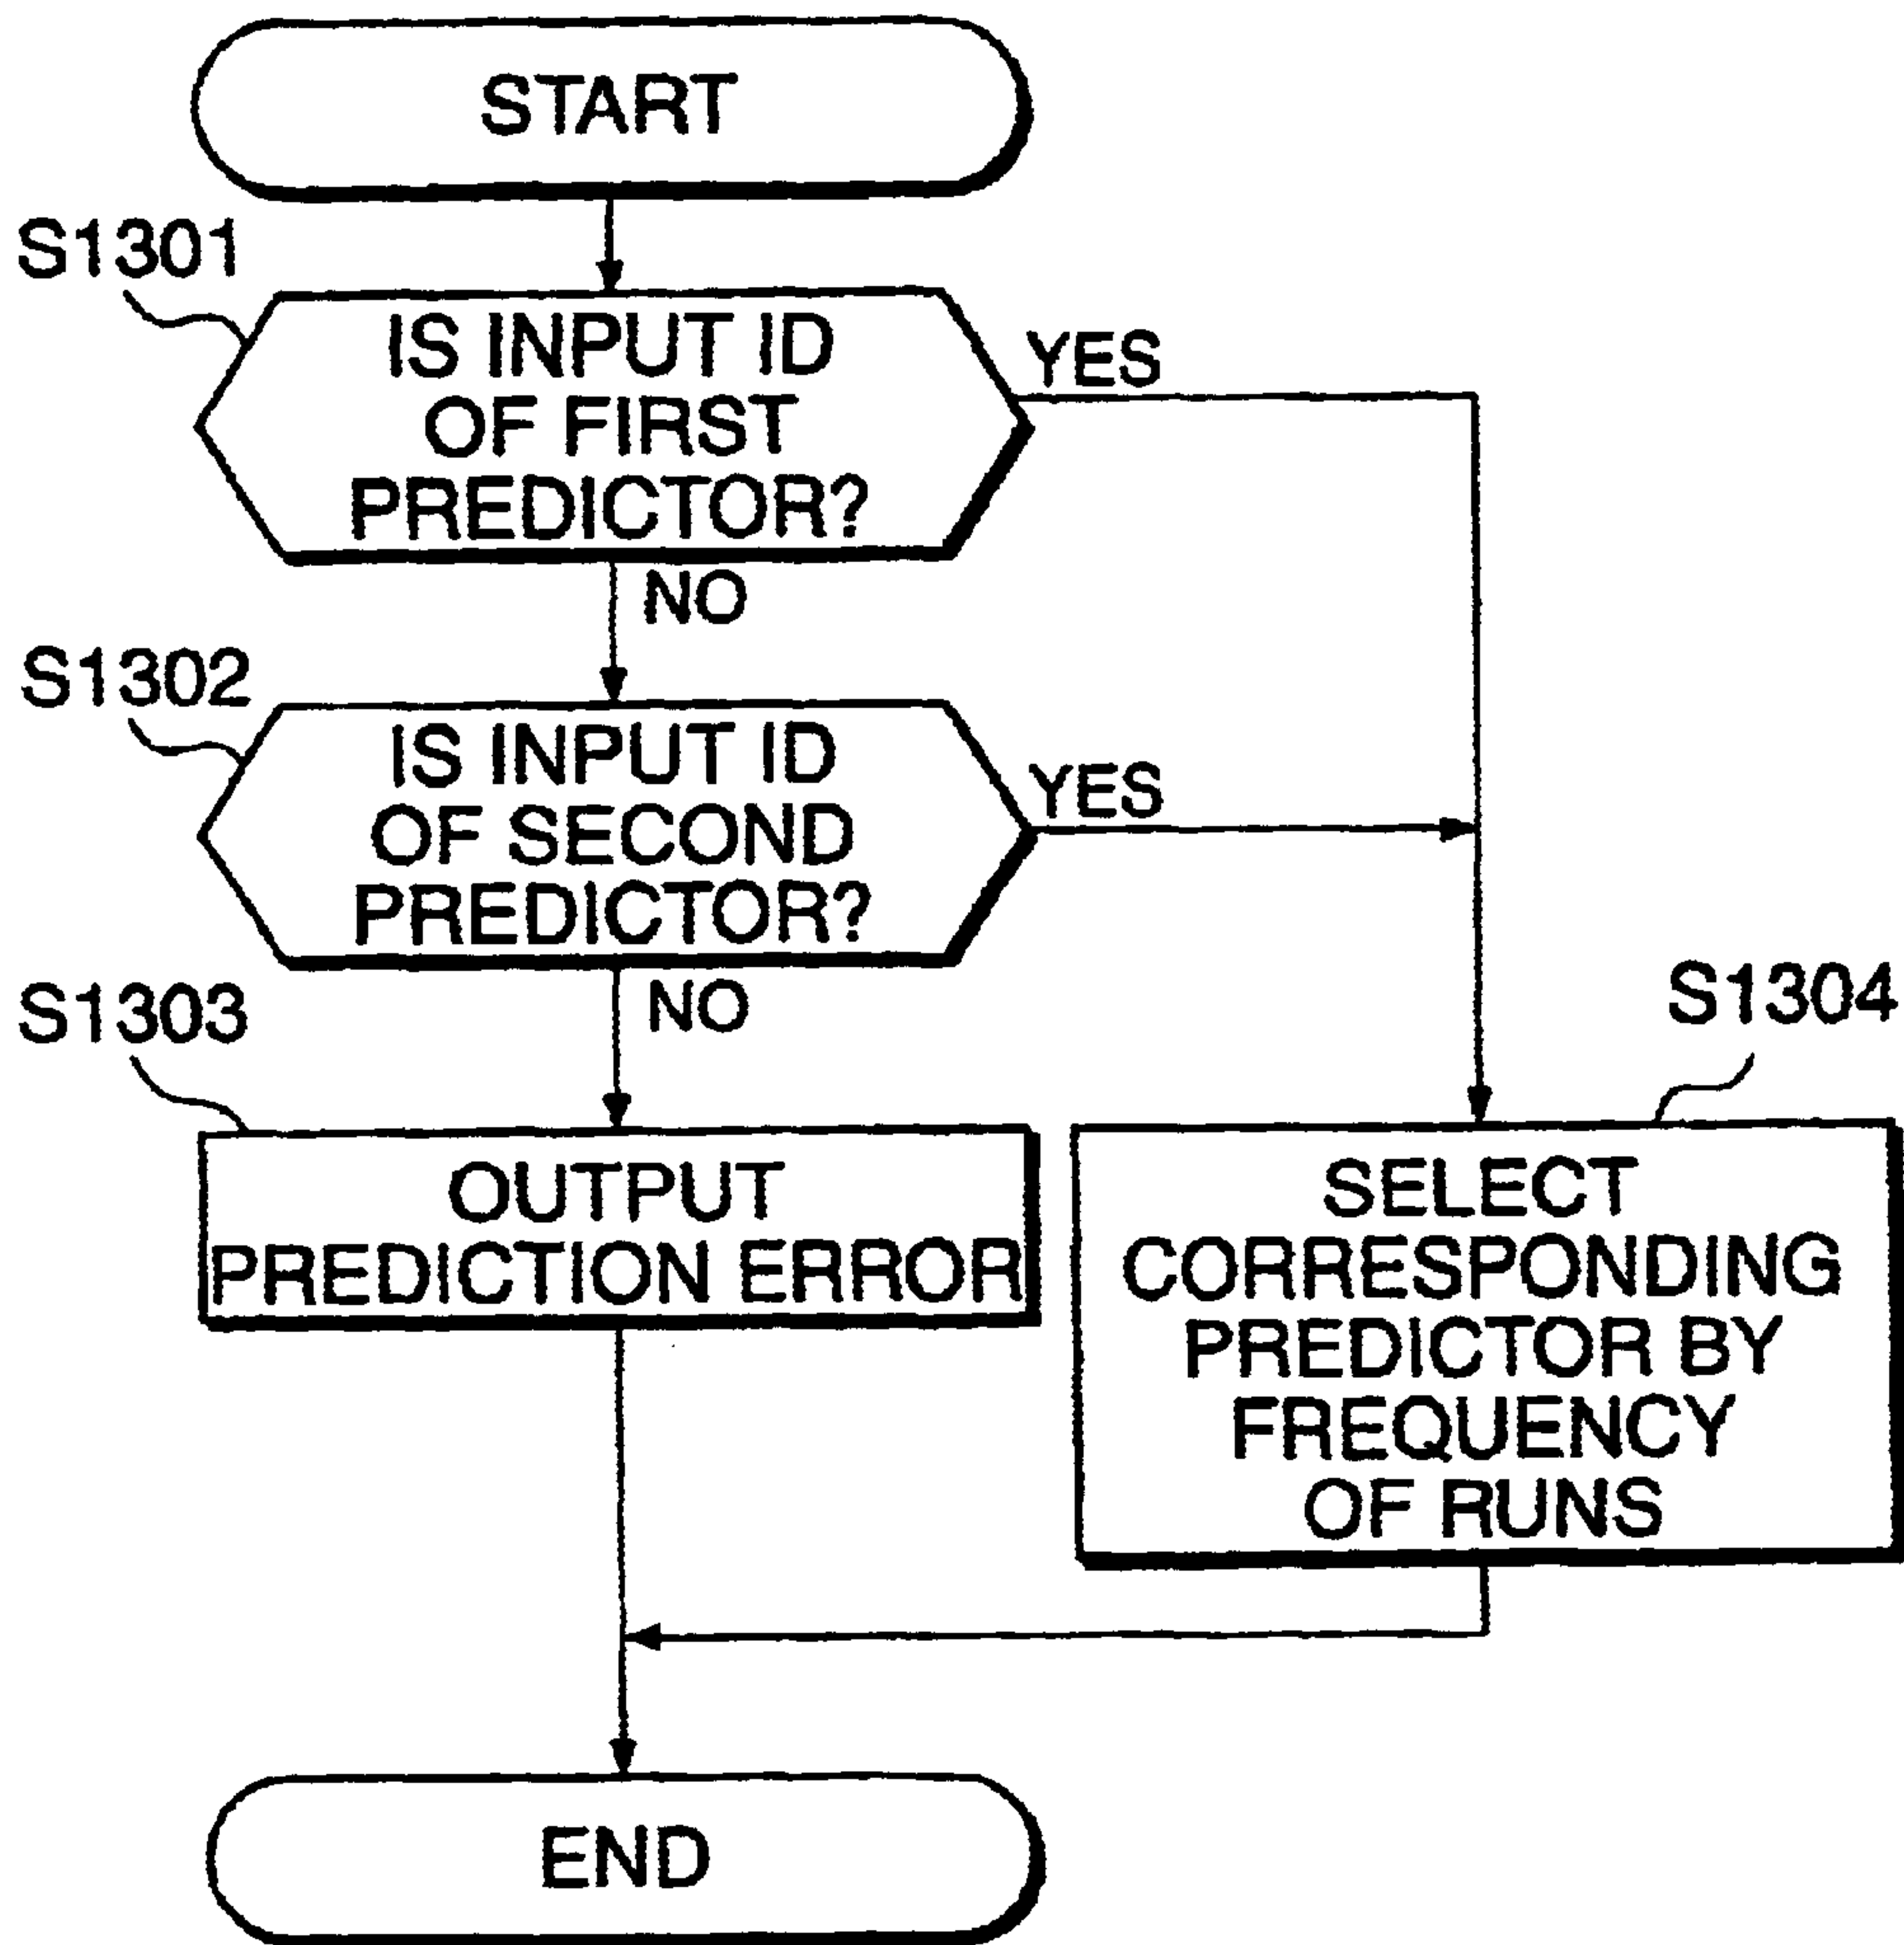 START
S1301
IS INPUT ID
OF FIRST
PREDICTOR?
YES
NO
S1302
IS INPUT ID
OF SECOND
PREDICTOR?
YES
NO
S1303
OUTPUT
PREDICTION ERROR
S1304
SELECT
CORRESPONDING
PREDICTOR BY
FREQUENCY
OF RUNS
END